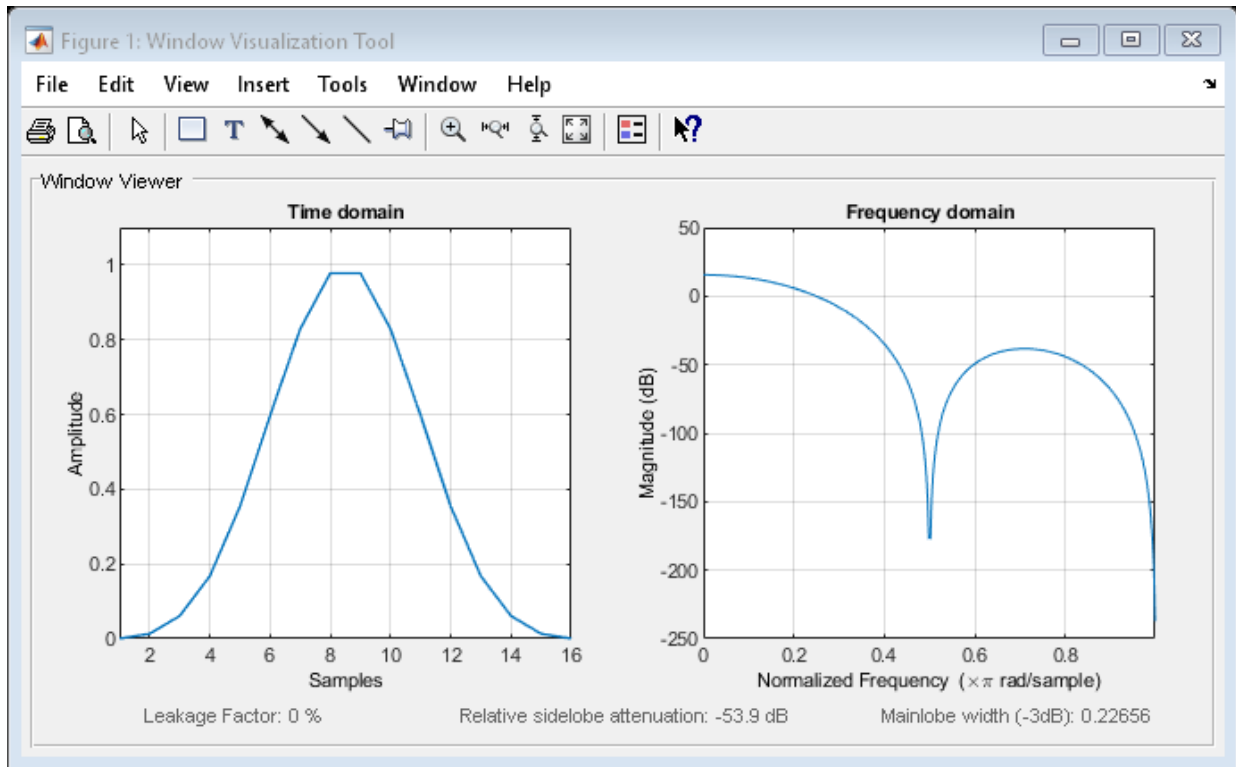 Figure 1: Window Visualization Tool
File Edit View Insert Tools Window Help
T
?
Window Viewer
Time domain
1
0.8
0.6
0.4
0.2
0
Amplitude
2 4 6 8 10 12 14 16
Samples
Frequency domain
50
0
-50
-100
-150
-200
-250
Magnitude (dB)
0 0.2 0.4 0.6 0.8
Normalized Frequency (×π rad/sample)
Leakage Factor: 0 % Relative sidelobe attenuation: -53.9 dB Mainlobe width (-3dB): 0.22656